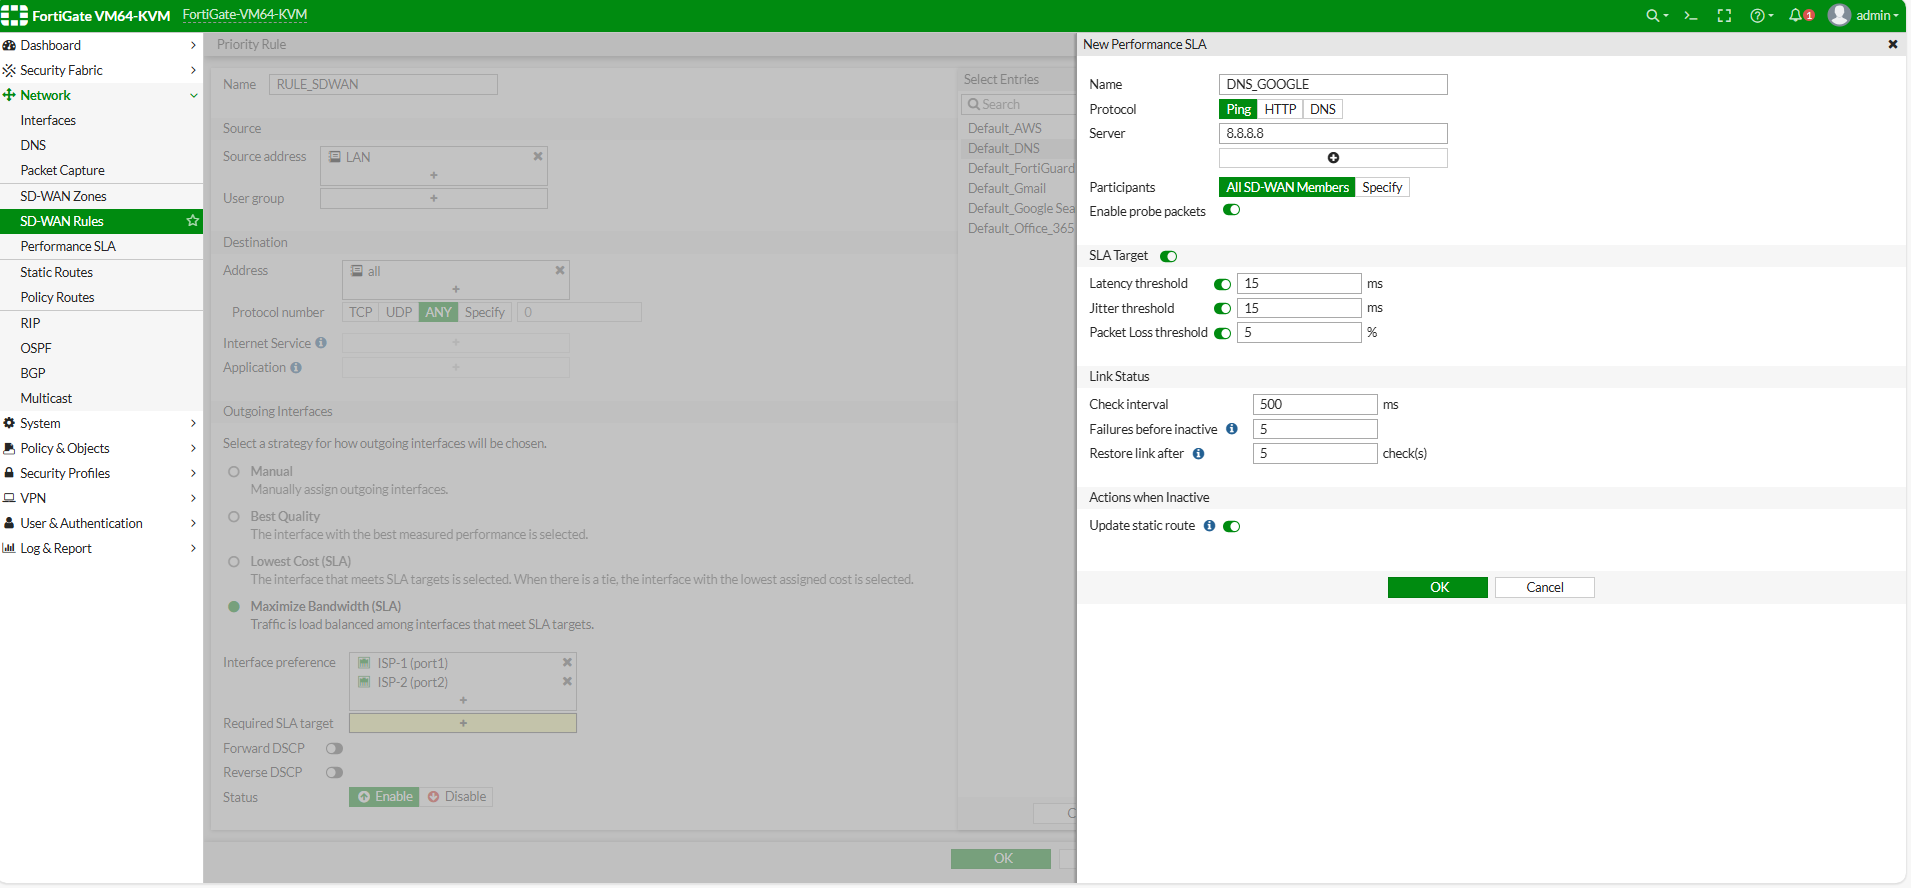 FortiGate VM64-KVM FortiGate-VM64-KVM 1 admin
Dashboard
Security Fabric
Network
Interfaces
DNS
Packet Capture
SD-WAN Zones
SD-WAN Rules
Performance SLA
Static Routes
Policy Routes
RIP
OSPF
BGP
Multicast
System
Policy & Objects
Security Profiles
VPN
User & Authentication
Log & Report
Priority Rule
Name RULE_SDWAN
Source
Source address LAN
+
User group +
Destination
Address all
+
Protocol number TCP UDP ANY Specify 0
Internet Service +
Application +
Outgoing Interfaces
Select a strategy for how outgoing interfaces will be chosen.
Manual
Manually assign outgoing interfaces.
Best Quality
The interface with the best measured performance is selected.
Lowest Cost (SLA)
The interface that meets SLA targets is selected. When there is a tie, the interface with the lowest assigned cost is selected.
Maximize Bandwidth (SLA)
Traffic is load balanced among interfaces that meet SLA targets.
Interface preference ISP-1 (port1)
ISP-2 (port2)
+
Required SLA target +
Forward DSCP
Reverse DSCP
Status Enable Disable
OK
Select Entries
Search
Default_AWS
Default_DNS
Default_FortiGuard
Default_Gmail
Default_Google Sea
Default_Office_365
New Performance SLA
Name DNS_GOOGLE
Protocol Ping HTTP DNS
Server 8.8.8.8
Participants All SD-WAN Members Specify
Enable probe packets
SLA Target
Latency threshold 15 ms
Jitter threshold 15 ms
Packet Loss threshold 5 %
Link Status
Check interval 500 ms
Failures before inactive 5
Restore link after 5 check(s)
Actions when Inactive
Update static route
OK Cancel